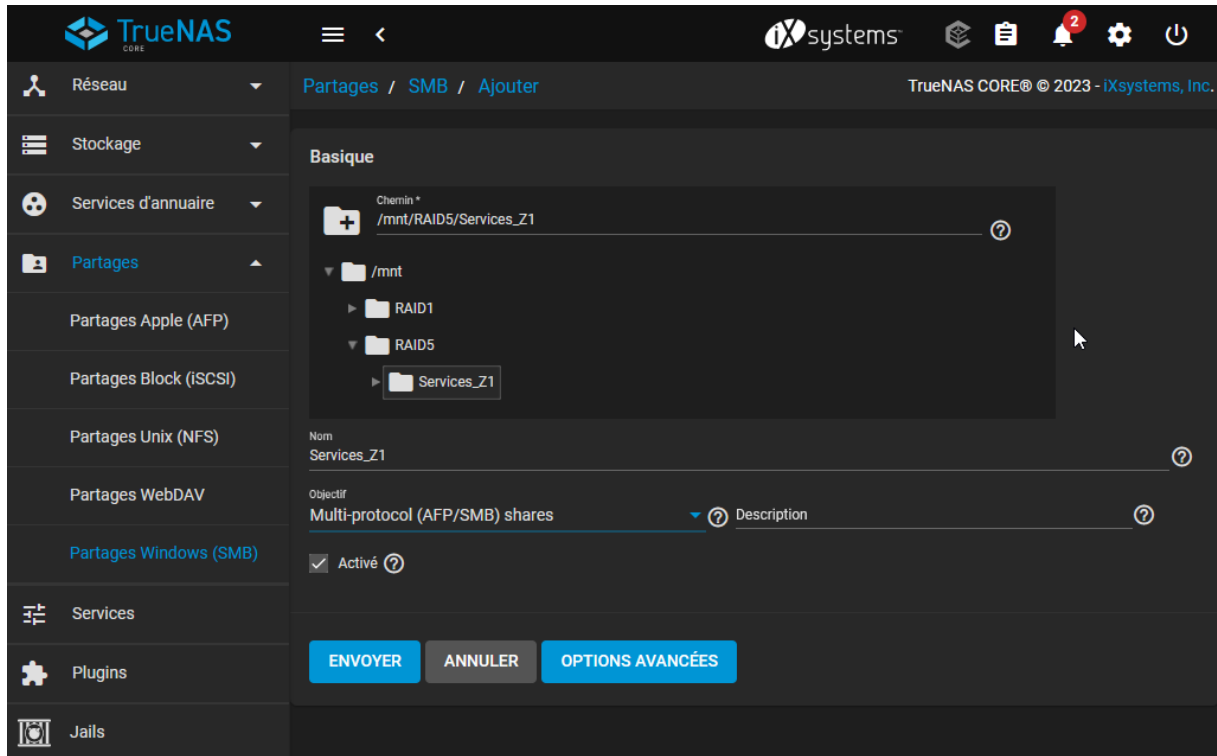 TrueNAS
CORE
iXsystems
2
Réseau
Stockage
Services d'annuaire
Partages
Partages Apple (AFP)
Partages Block (iSCSI)
Partages Unix (NFS)
Partages WebDAV
Partages Windows (SMB)
Services
Plugins
Jails
Partages / SMB / Ajouter
TrueNAS CORE® © 2023 - iXsystems, Inc.
Basique
Chemin *
/mnt/RAID5/Services_Z1
/mnt
RAID1
RAID5
Services_Z1
Nom
Services_Z1
Objectif
Multi-protocol (AFP/SMB) shares
Description
Activé
ENVOYER
ANNULER
OPTIONS AVANCÉES